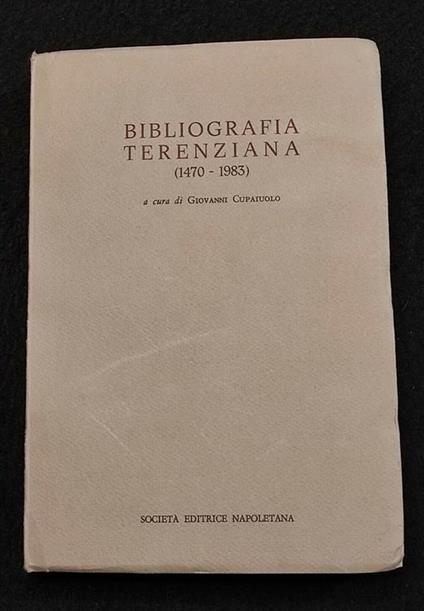 BIBLIOGRAFIA
TERENZIANA
(1470 - 1983)
a cura di GIOVANNI CUPAIUOLO
SOCIETÀ EDITRICE NAPOLETANA